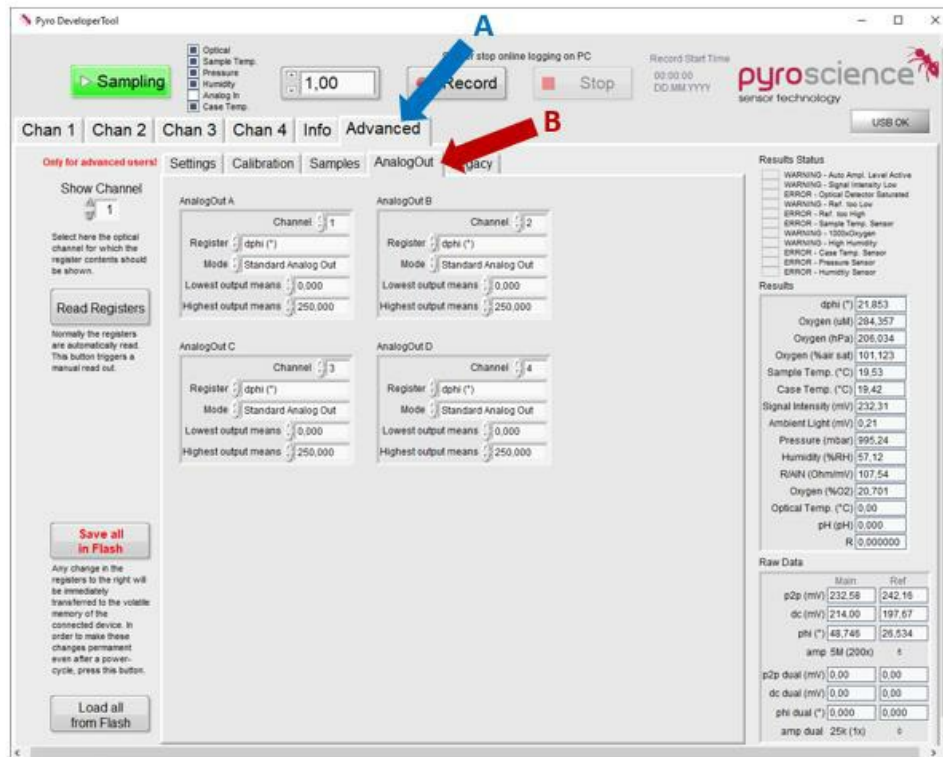 Pyro DeveloperTool
A
Optical
Sample Temp.
Pressure
Humidity
Analog In
Case Temp.
Sampling
1,00
stop online logging on PC
Record
Stop
Record Start Time
00:00:00
DD.MM.YYYY
pyroscience
sensor technology
USB OK
B
Chan 1 Chan 2 Chan 3 Chan 4 Info Advanced
Only for advanced users!
Settings Calibration Samples AnalogOut
Show Channel
1
Select here the optical
channel for which the
register contents should
be shown.
Read Registers
Normally the registers
are automatically read.
This button triggers a
manual read out.
Save all
in Flash
Any change in the
registers to the right will
be immediately
transferred to the volatile
memory of the
connected device. In
order to make these
changes permament
even after a power-
cycle, press this button.
Load all
from Flash
AnalogOut A
Channel 1
Register dphi (°)
Mode Standard Analog Out
Lowest output means 0,000
Highest output means 250,000
AnalogOut B
Channel 2
Register dphi (°)
Mode Standard Analog Out
Lowest output means 0,000
Highest output means 250,000
AnalogOut C
Channel 3
Register dphi (°)
Mode Standard Analog Out
Lowest output means 0,000
Highest output means 250,000
AnalogOut D
Channel 4
Register dphi (°)
Mode Standard Analog Out
Lowest output means 0,000
Highest output means 250,000
Results Status
WARNING - Auto Ampl. Level Active
WARNING - Signal Intensity Low
ERROR - Optical Detector Saturated
WARNING - Ref. too Low
ERROR - Ref. too High
ERROR - Sample Temp. Sensor
WARNING - 1000xOxygen
WARNING - High Humidity
ERROR - Case Temp. Sensor
ERROR - Pressure Sensor
ERROR - Humidity Sensor
Results
dphi (°) 21,853
Oxygen (uM) 284,357
Oxygen (hPa) 206,034
Oxygen (%air sat) 101,123
Sample Temp. (°C) 19,53
Case Temp. (°C) 19,42
Signal Intensity (mV) 232,31
Ambient Light (mV) 0,21
Pressure (mbar) 995,24
Humidity (%RH) 57,12
R/AIN (Ohm/mV) 107,54
Oxygen (%O2) 20,701
Optical Temp. (°C) 0,00
pH (pH) 0,000
R 0,000000
Raw Data
Main Ref
p2p (mV) 232,58 242,16
dc (mV) 214,00 197,67
phi (°) 48,746 26,534
amp 5M (200x)
p2p dual (mV) 0,00 0,00
dc dual (mV) 0,00 0,00
phi dual (°) 0,000 0,000
amp dual 25k (1x)